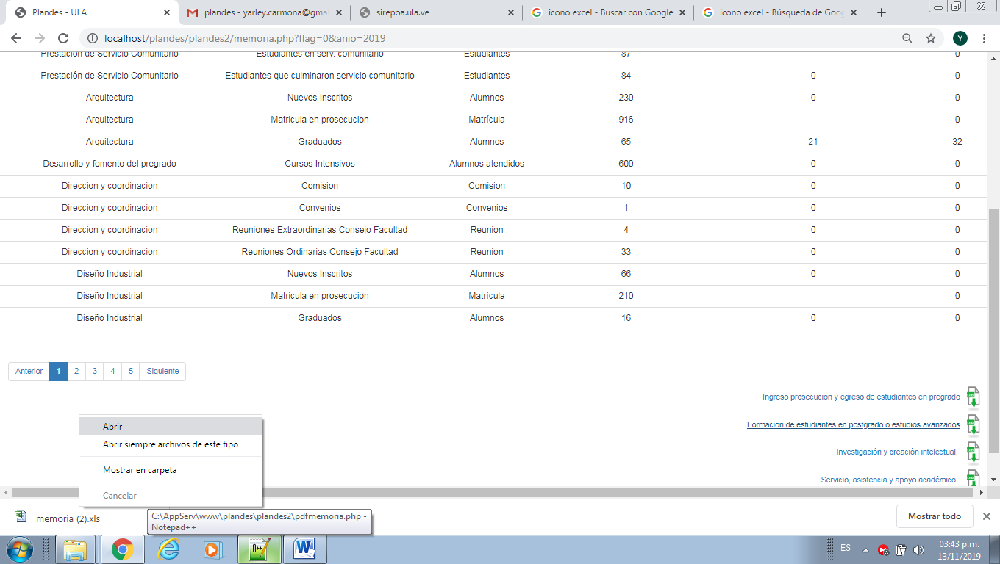 Plandes - ULA
plandes - yarley.carmona@gma
sirepoa.ula.ve
icono excel - Buscar con Google
icono excel - Búsqueda de Goog
localhost/plandes/plandes2/memoria.php?flag=0&anio=2019
Y
Prestación de Servicio Comunitario Estudiantes en serv. comunitario Estudiantes 87 0
Prestación de Servicio Comunitario Estudiantes que culminaron servicio comunitario Estudiantes 84 0 0
Arquitectura Nuevos Inscritos Alumnos 230 0 0
Arquitectura Matricula en prosecucion Matrícula 916 0
Arquitectura Graduados Alumnos 65 21 32
Desarrollo y fomento del pregrado Cursos Intensivos Alumnos atendidos 600 0 0
Direccion y coordinacion Comision Comision 10 0 0
Direccion y coordinacion Convenios Convenios 1 0 0
Direccion y coordinacion Reuniones Extraordinarias Consejo Facultad Reunion 4 0 0
Direccion y coordinacion Reuniones Ordinarias Consejo Facultad Reunion 33 0 0
Diseño Industrial Nuevos Inscritos Alumnos 66 0 0
Diseño Industrial Matricula en prosecucion Matrícula 210 0
Diseño Industrial Graduados Alumnos 16 0 0
Anterior 1 2 3 4 5 Siguiente
Ingreso prosecucion y egreso de estudiantes en pregrado
Formacion de estudiantes en postgrado o estudios avanzados
Investigación y creación intelectual.
Servicio, asistencia y apoyo académico.
Abrir
Abrir siempre archivos de este tipo
Mostrar en carpeta
Cancelar
memoria (2).xls
C:\AppServ\www\plandes\plandes2\pdfmemoria.php -
Notepad++
Mostrar todo
ES
03:43 p.m.
13/11/2019